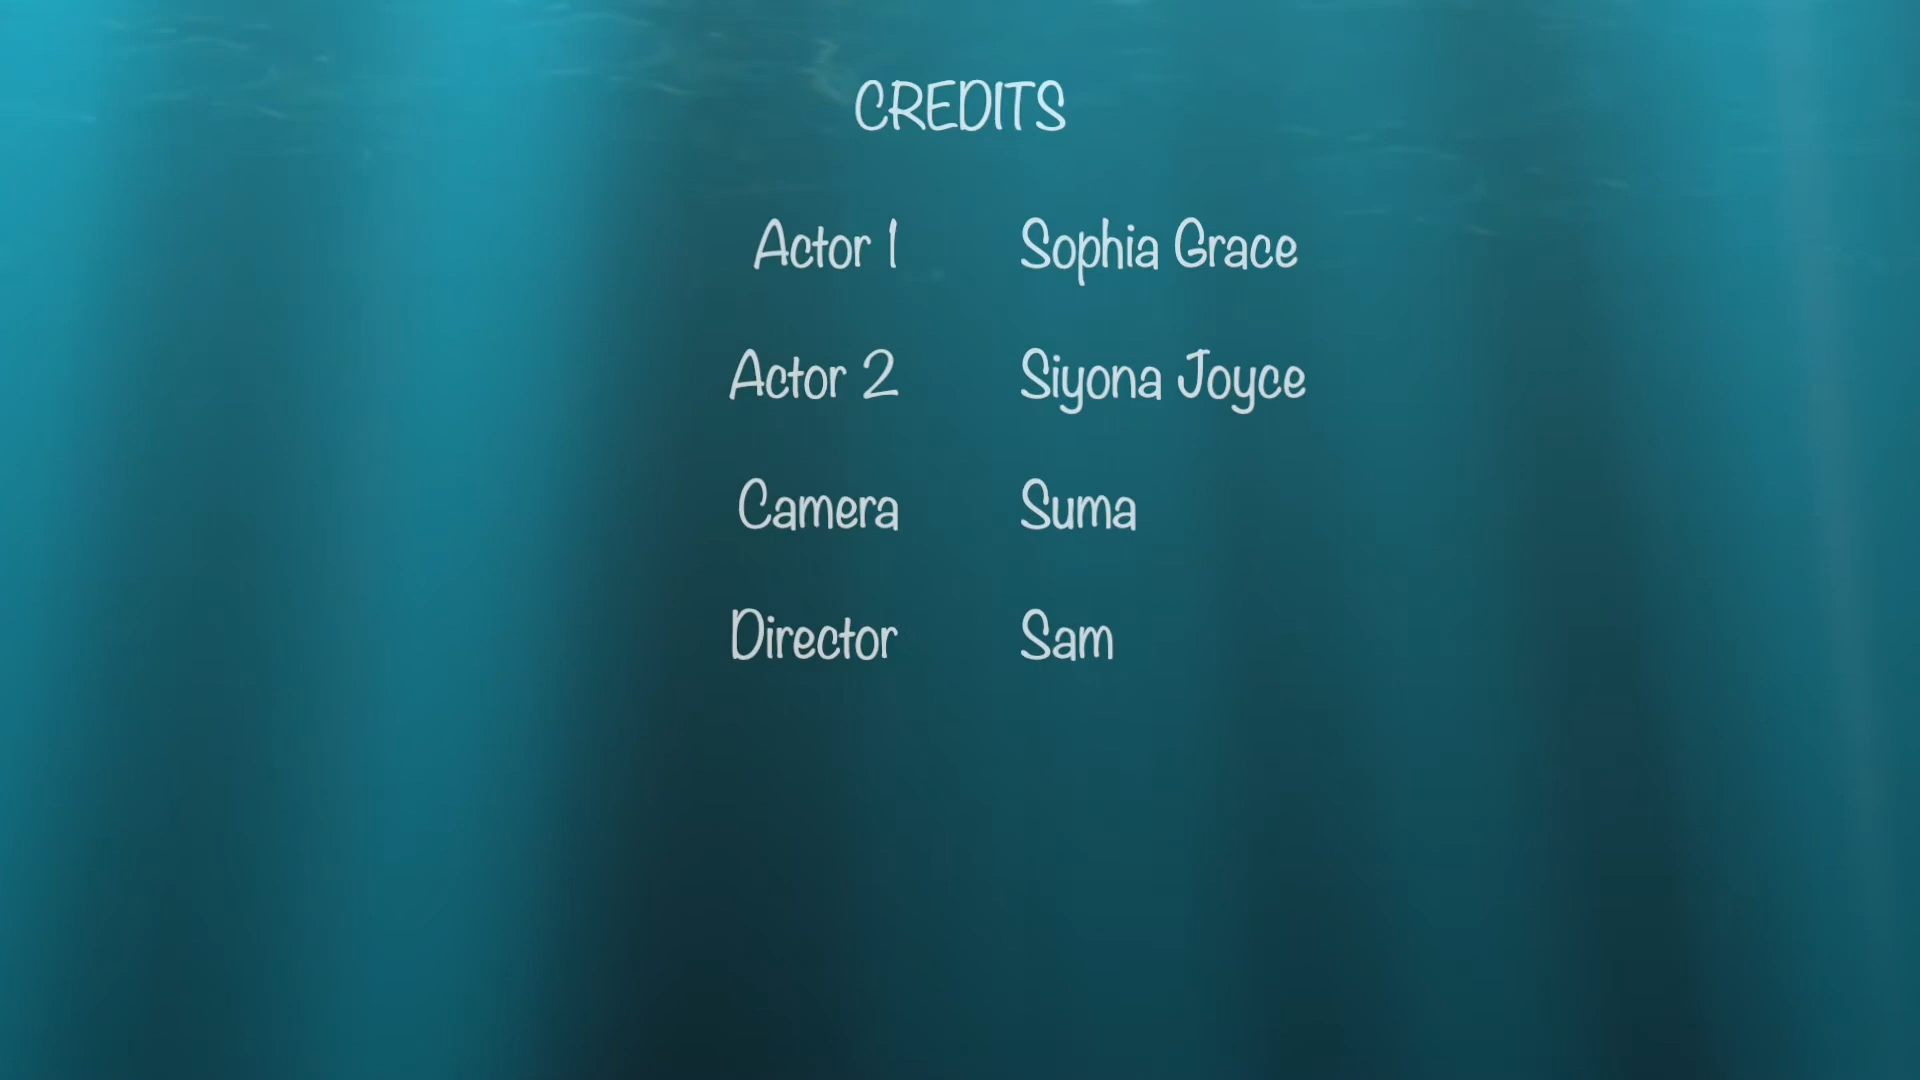 CREDITS
Actor 1 Sophia Grace
Actor 2 Siyona Joyce
Camera Suma
Director Sam